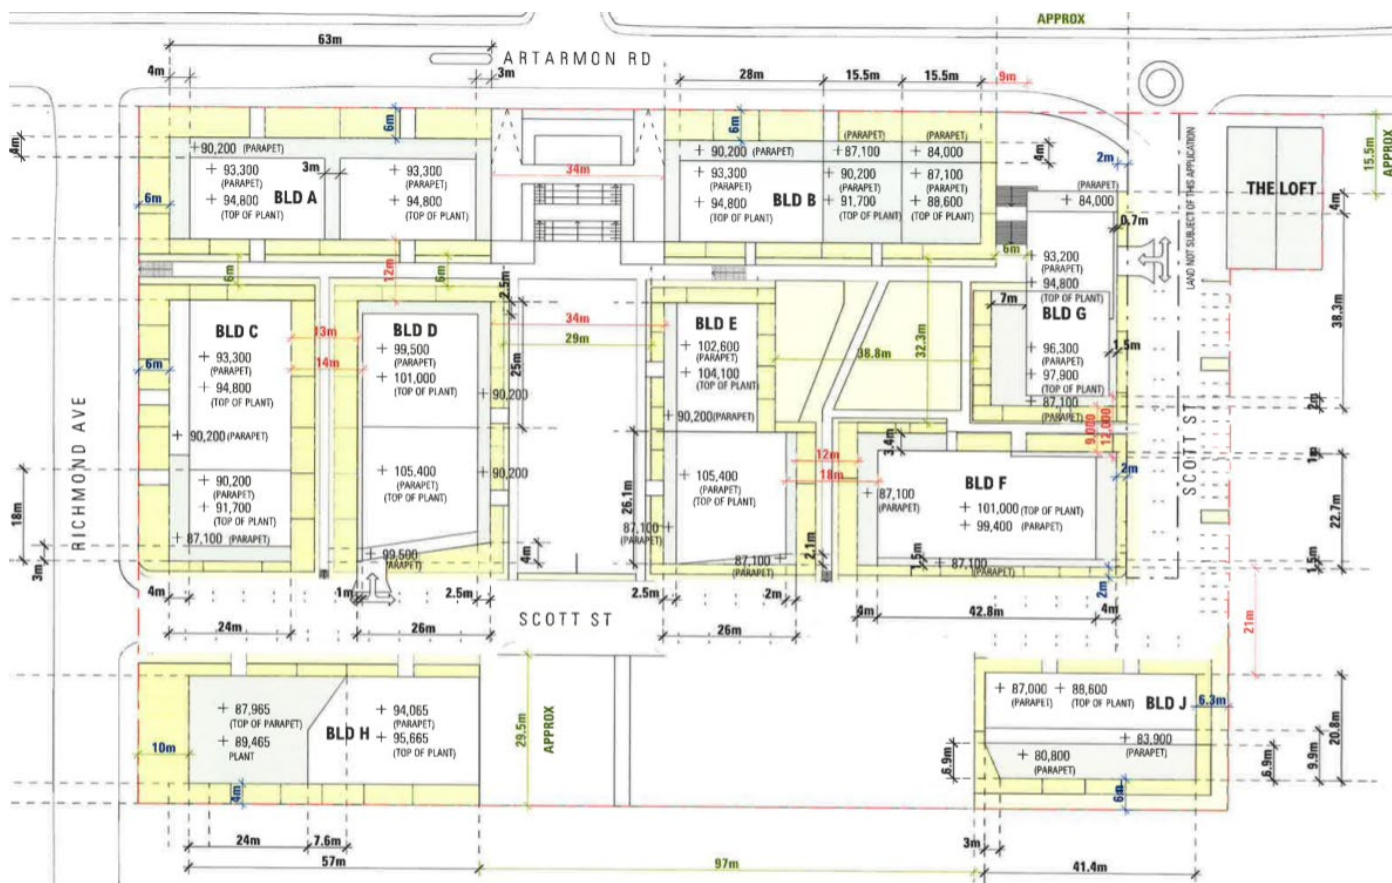 APPROX
63m
ARTARMON RD
4m
3m
28m
15.5m
15.5m
9m
6m
6m
4m
4m
2m
15.5m
APPROX
90,200 (PARAPET)
3m
93,300
(PARAPET)
94,800
(TOP OF PLANT)
BLD A
93,300
(PARAPET)
94,800
(TOP OF PLANT)
34m
90,200 (PARAPET)
93,300
(PARAPET)
94,800
(TOP OF PLANT)
BLD B
(PARAPET)
87,100
90,200
(PARAPET)
91,700
(TOP OF PLANT)
(PARAPET)
84,000
87,100
(PARAPET)
88,600
(TOP OF PLANT)
(PARAPET)
84,000
0.7m
LAND NOT SUBJECT OF THIS APPLICATION
THE LOFT
4m
6m
6m
12m
6m
6m
93,200
(PARAPET)
94,800
(TOP OF PLANT)
7m
BLD G
96,300
(PARAPET)
97,900
(TOP OF PLANT)
87,100
(PARAPET)
1.5m
38.3m
2.5m
34m
29m
25m
38.8m
32.3m
BLD C
93,300
(PARAPET)
94,800
(TOP OF PLANT)
90,200 (PARAPET)
90,200
(PARAPET)
91,700
(TOP OF PLANT)
87,100 (PARAPET)
6m
13m
14m
BLD D
99,500
(PARAPET)
101,000
(TOP OF PLANT)
90,200
105,400
(PARAPET)
(TOP OF PLANT)
90,200
99,500
(PARAPET)
BLD E
102,600
(PARAPET)
104,100
(TOP OF PLANT)
90,200 (PARAPET)
105,400
(PARAPET)
(TOP OF PLANT)
87,100
(PARAPET)
87,100
(PARAPET)
26.1m
4m
2.1m
12m
18m
3.4m
9,000
12,000
BLD F
87,100
(PARAPET)
101,000 (TOP OF PLANT)
99,400 (PARAPET)
87,100
(PARAPET)
1.5m
2m
2m
2m
1m
22.7m
1.5m
SCOTT ST
RICHMOND AVE
18m
3m
4m
1m
2.5m
SCOTT ST
2.5m
2m
4m
42.8m
4m
24m
26m
26m
21m
87,965
(TOP OF PARAPET)
89,465
PLANT
BLD H
94,065
(PARAPET)
95,665
(TOP OF PLANT)
10m
4m
29.5m
APPROX
87,000
(PARAPET)
88,600
(TOP OF PLANT)
BLD J
83,900
(PARAPET)
80,800
(PARAPET)
6.3m
6.9m
6.9m
9.9m
20.8m
6m
24m
7.6m
57m
97m
3m
41.4m